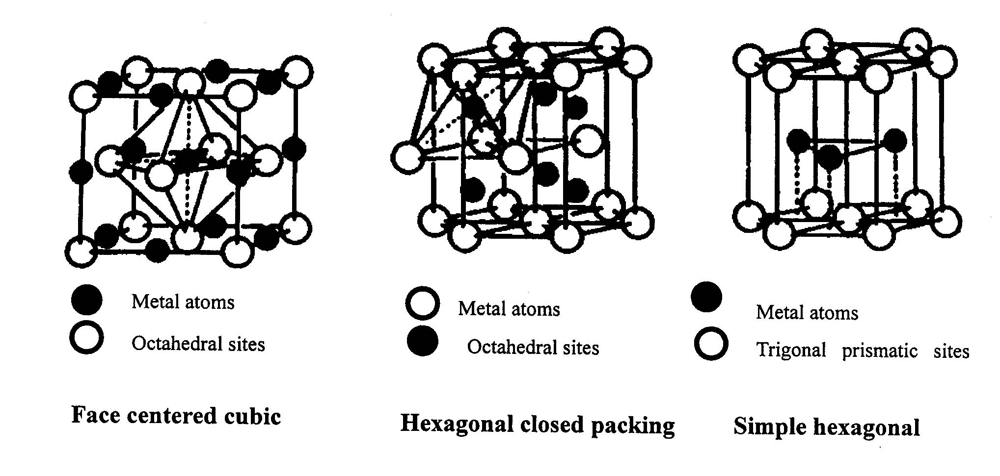 Metal atoms
Octahedral sites
Face centered cubic
Metal atoms
Octahedral sites
Hexagonal closed packing
Metal atoms
Trigonal prismatic sites
Simple hexagonal